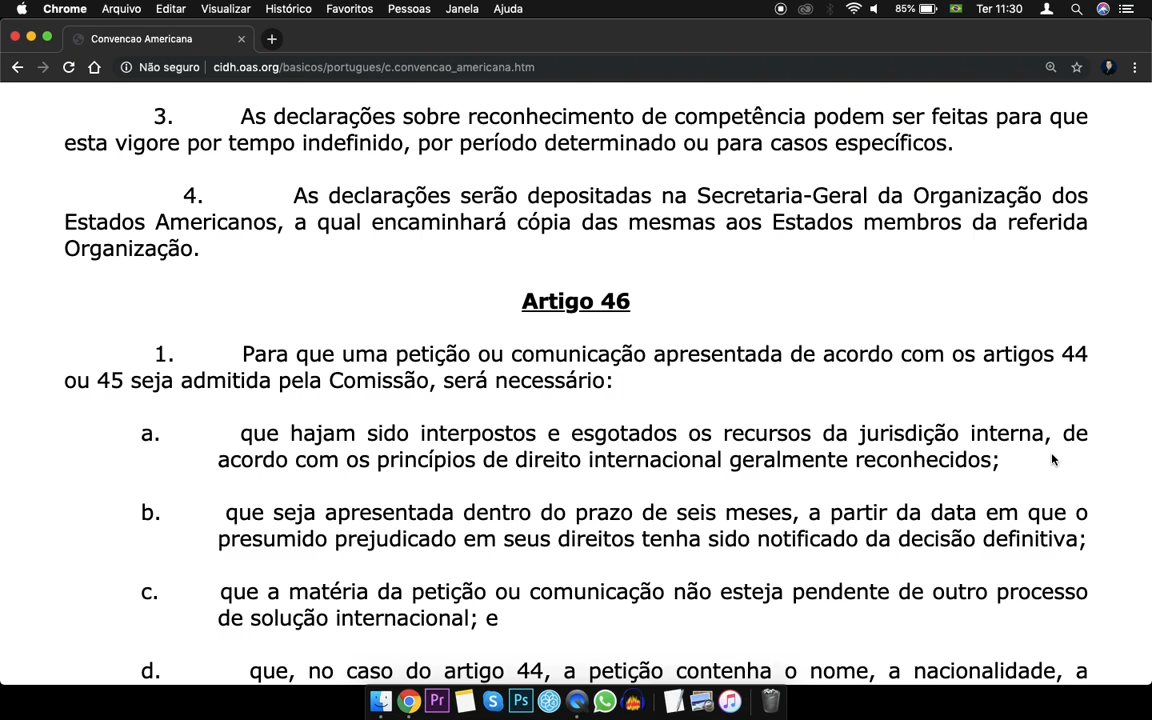 Chrome Arquivo Editar Visualizar Histórico Favoritos Pessoas Janela Ajuda 85% Ter 11:30
Convencao Americana
Não seguro cidh.oas.org/basicos/portugues/c.convencao_americana.htm
3. As declarações sobre reconhecimento de competência podem ser feitas para que
esta vigore por tempo indefinido, por período determinado ou para casos específicos.
4. As declarações serão depositadas na Secretaria-Geral da Organização dos
Estados Americanos, a qual encaminhará cópia das mesmas aos Estados membros da referida
Organização.
Artigo 46
1. Para que uma petição ou comunicação apresentada de acordo com os artigos 44
ou 45 seja admitida pela Comissão, será necessário:
a. que hajam sido interpostos e esgotados os recursos da jurisdição interna, de
acordo com os princípios de direito internacional geralmente reconhecidos;
b. que seja apresentada dentro do prazo de seis meses, a partir da data em que o
presumido prejudicado em seus direitos tenha sido notificado da decisão definitiva;
c. que a matéria da petição ou comunicação não esteja pendente de outro processo
de solução internacional; e
d. que, no caso do artigo 44, a petição contenha o nome, a nacionalidade, a
Pr Ps